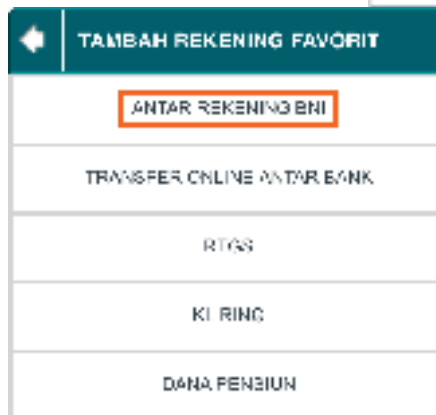 TAMBAH REKENING FAVORIT
ANTAR REKENING BNI
TRANSFER ONLINE ANTAR BANK
RTGS
KLIRING
DANA PENSIUN